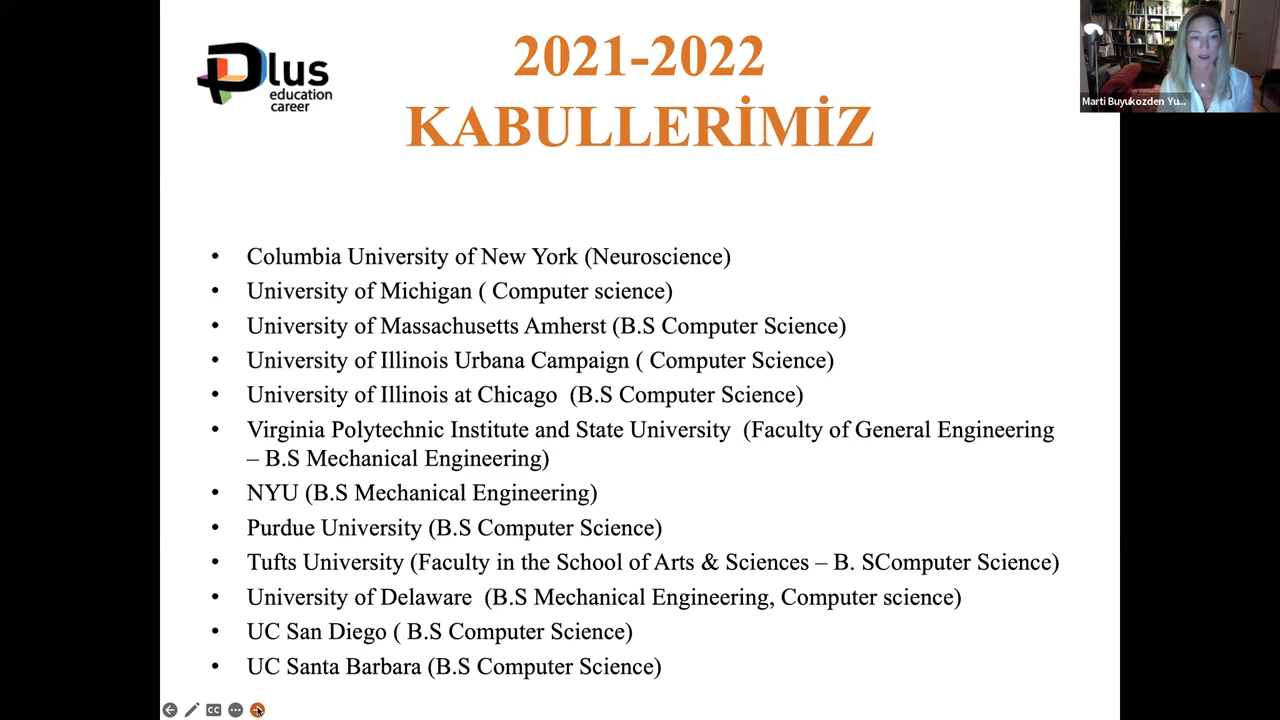 Plus
education
career
2021-2022
KABULLERİMİZ
Marti Buyukozden Yu...
• Columbia University of New York (Neuroscience)
• University of Michigan ( Computer science)
• University of Massachusetts Amherst (B.S Computer Science)
• University of Illinois Urbana Campaign ( Computer Science)
• University of Illinois at Chicago  (B.S Computer Science)
• Virginia Polytechnic Institute and State University  (Faculty of General Engineering
– B.S Mechanical Engineering)
• NYU (B.S Mechanical Engineering)
• Purdue University (B.S Computer Science)
• Tufts University (Faculty in the School of Arts & Sciences – B. SComputer Science)
• University of Delaware  (B.S Mechanical Engineering, Computer science)
• UC San Diego ( B.S Computer Science)
• UC Santa Barbara (B.S Computer Science)
CC